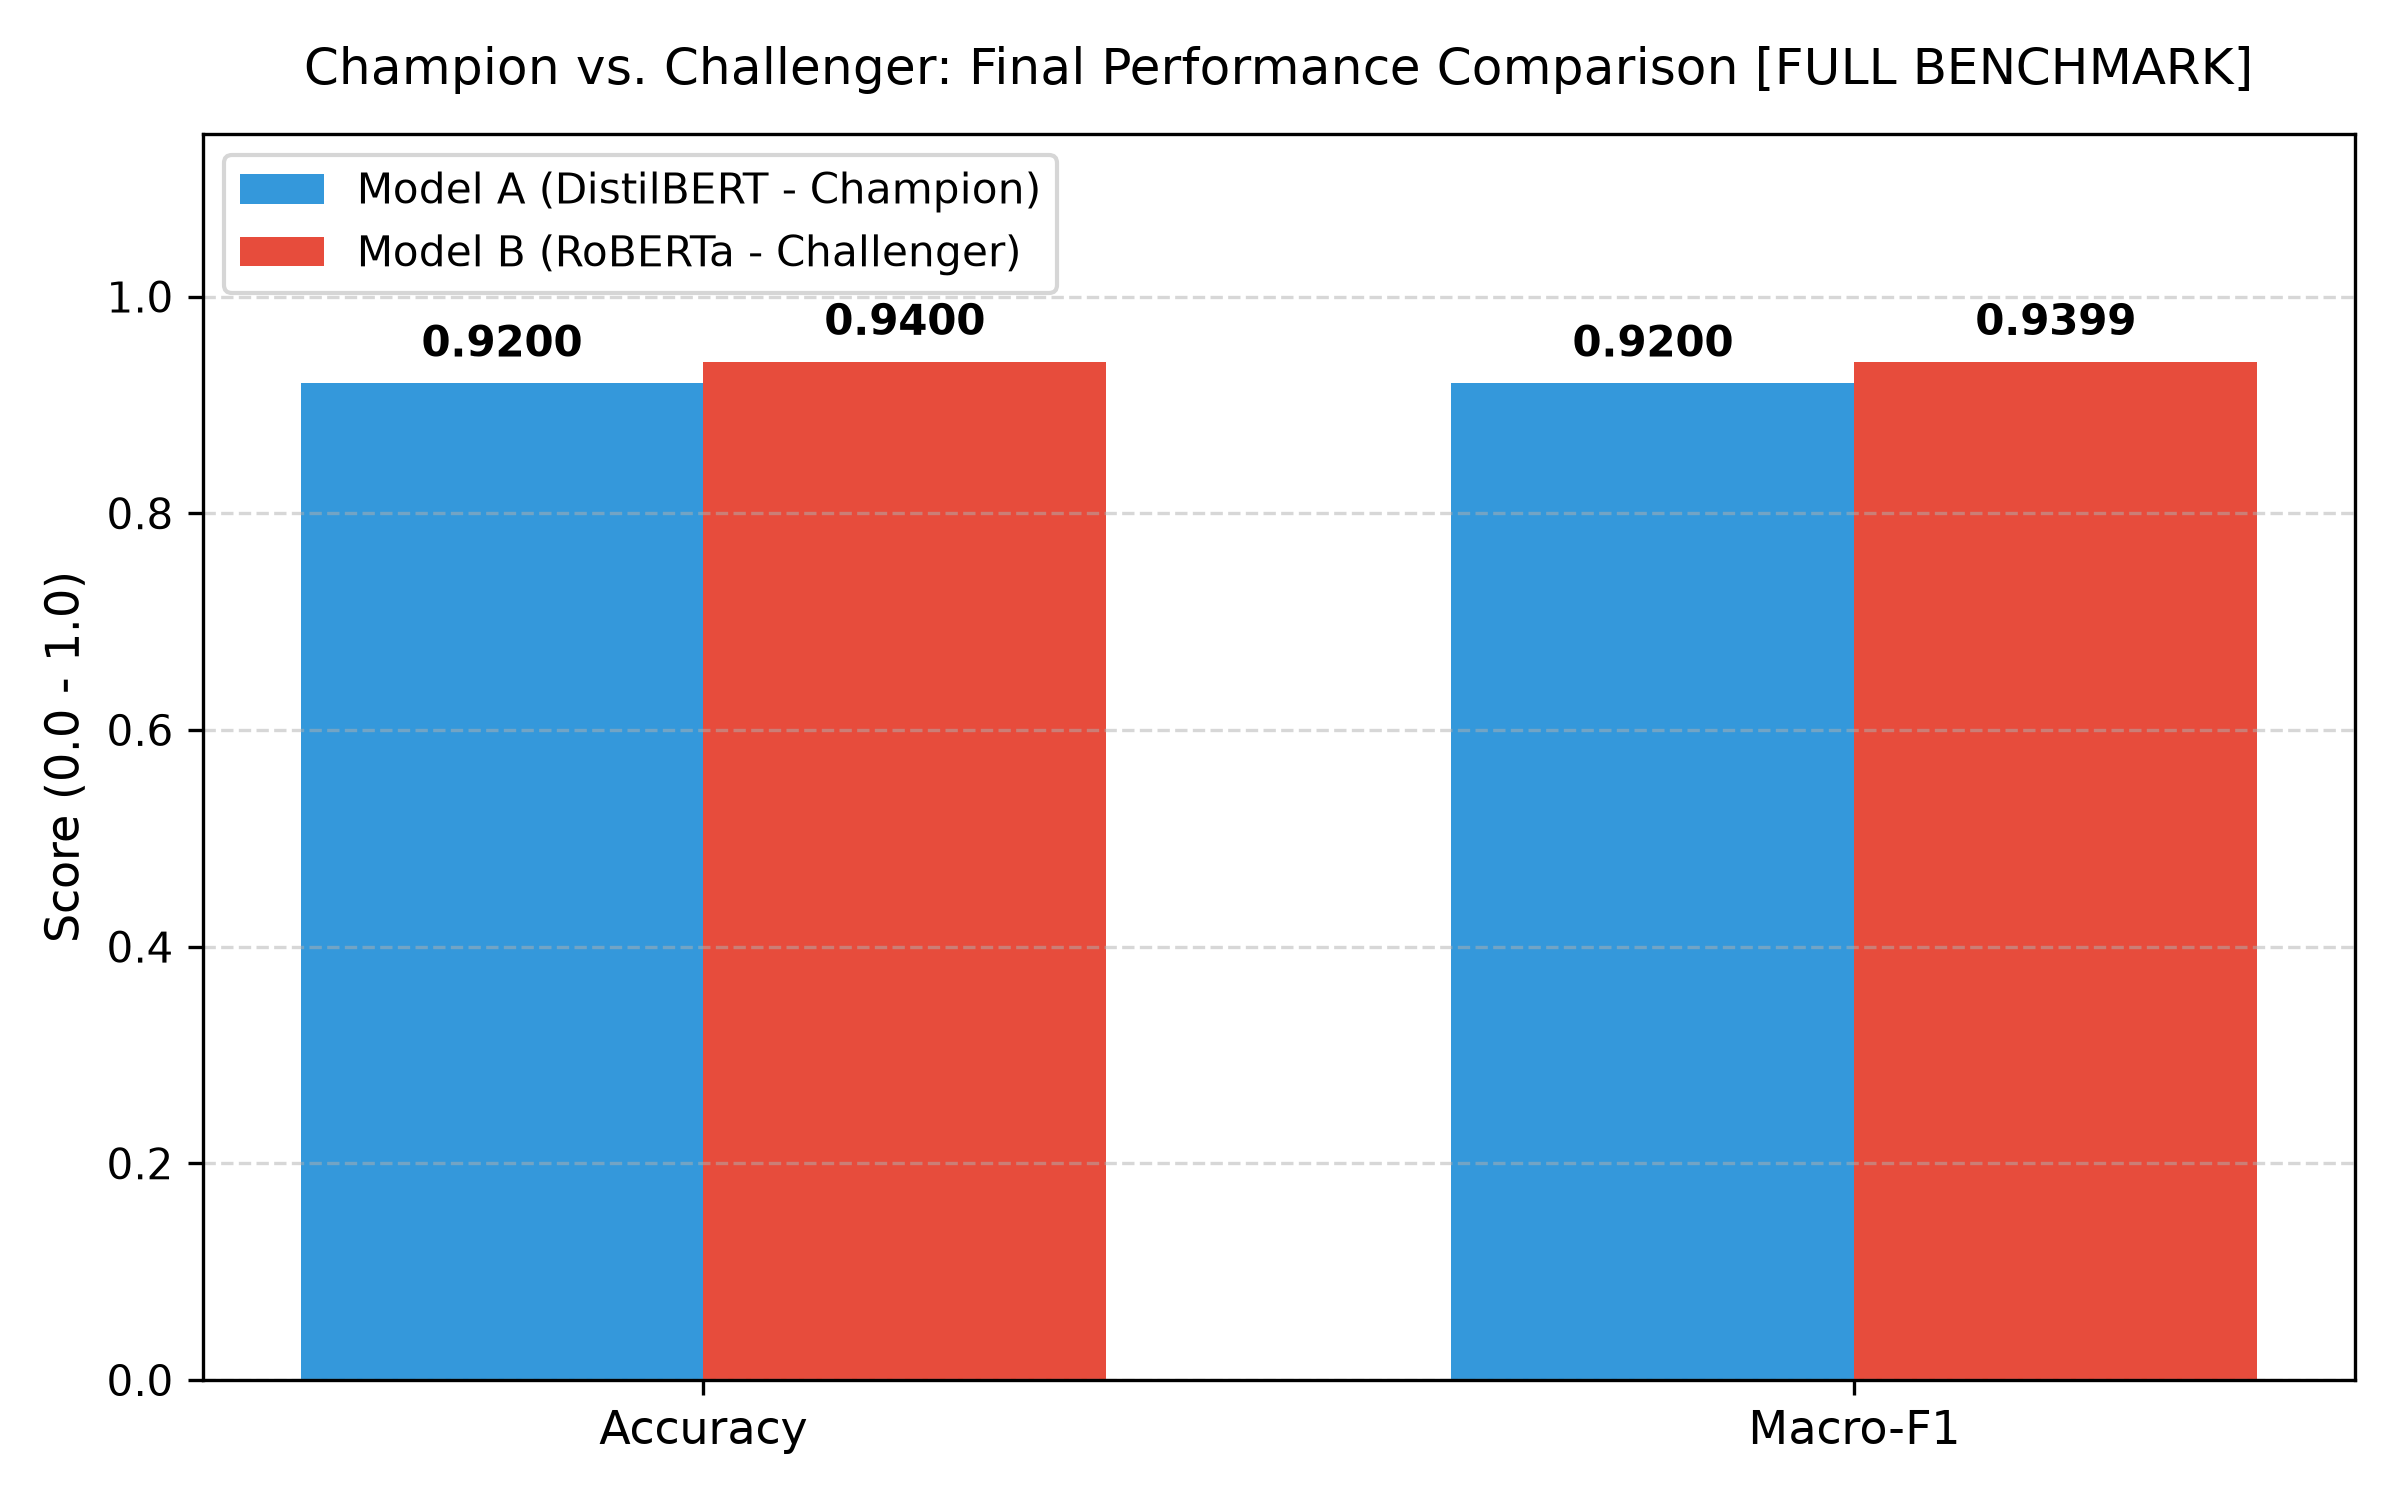 Champion vs. Challenger: Final Performance Comparison [FULL BENCHMARK]
Model A (DistilBERT - Champion)
Model B (RoBERTa - Challenger)
Score (0.0 - 1.0)
1.0
0.8
0.6
0.4
0.2
0.0
0.9200
0.9400
0.9200
0.9399
Accuracy
Macro-F1